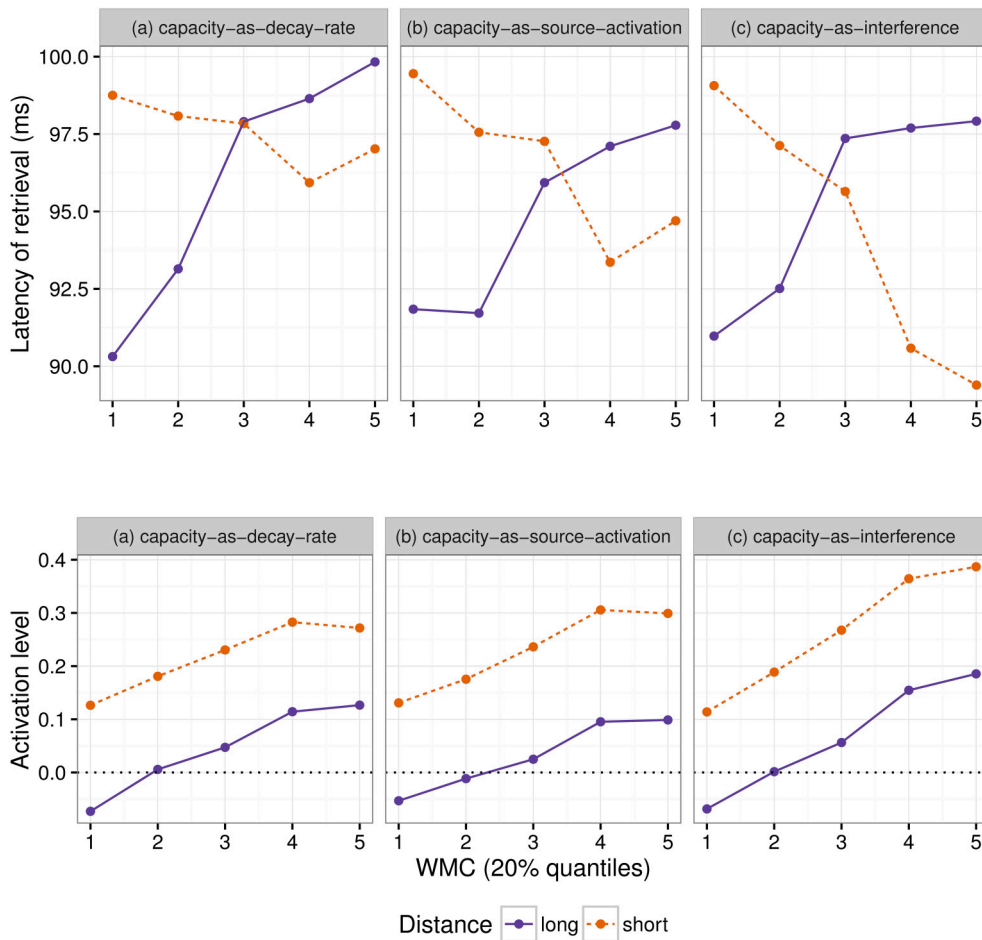 (a) capacity−as−decay−rate (b) capacity−as−source−activation (c) capacity−as−interference
Latency of retrieval (ms)
100.0
97.5
95.0
92.5
90.0
1 2 3 4 5 1 2 3 4 5 1 2 3 4 5
(a) capacity−as−decay−rate (b) capacity−as−source−activation (c) capacity−as−interference
Activation level
0.4
0.3
0.2
0.1
0.0
1 2 3 4 5 1 2 3 4 5 1 2 3 4 5
WMC (20% quantiles)
Distance long short